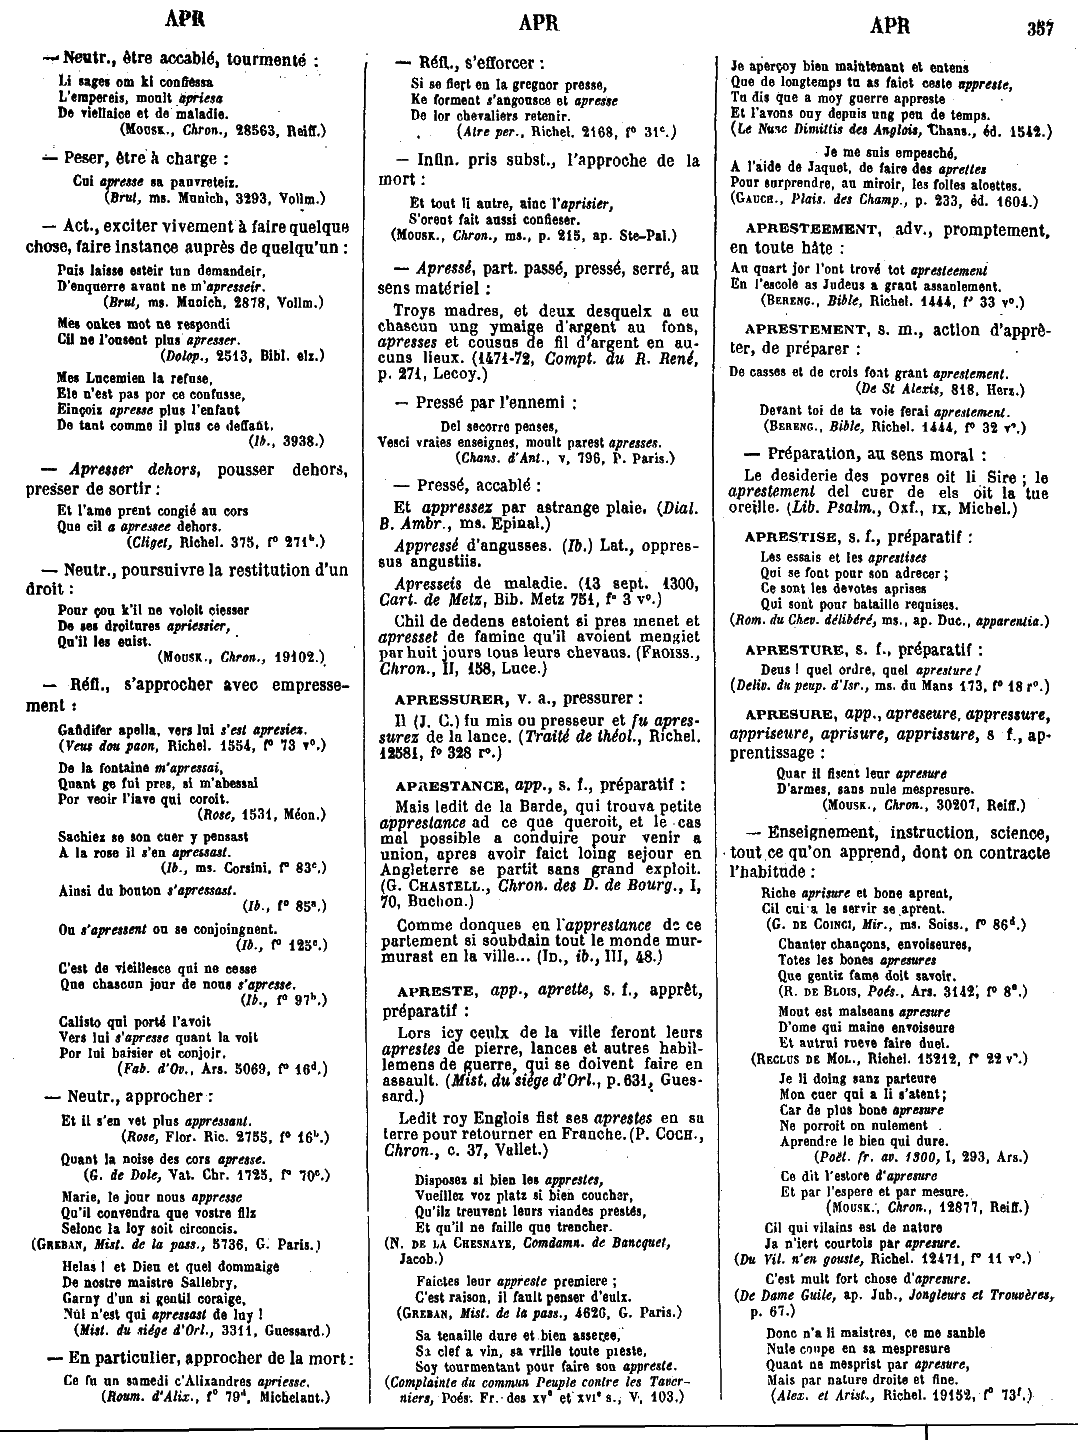 APR
APR
APR
357
— Neutr., être accablé, tourmenté :
Li sages om ki confiessa
L'empereis, moult apriesa
De viellaice et de maladie.
(Mousk., Chron., 28563, Reiff.)
— Peser, être à charge :
Cui apresse sa pauvreteiz.
(Brut, ms. Munich, 3293, Vollm.)
— Act., exciter vivement à faire quelque
chose, faire instance auprès de quelqu'un :
Puis laisse esteir tun demandeir,
D'enquerre avant ne m'apresseir.
(Brut, ms. Munich, 2878, Vollm.)
Mes onkes mot ne respondi
Cil ne l'ousent plus apresser.
(Dolop., 2513, Bibl. elz.)
Mes Lucemien la refuse,
Ele n'est pas por ce confusse,
Einçoiz apresse plus l'enfant
De tant comme il plus ce deffant.
(Ib., 3938.)
— Apresser dehors, pousser dehors,
presser de sortir :
Et l'ame prent congié au cors
Que cil a apressee dehors.
(Cliget, Richel. 375, f° 271ᵇ.)
— Neutr., poursuivre la restitution d'un
droit :
Pour çou k'il ne voloit ciesser
De ses droitures apriessier,
Qu'il les euist.
(Mousk., Chron., 19102.)
— Réfl., s'approcher avec empresse-
ment :
Gandifer apella, vers lui s'est apresiez.
(Veus dou paon, Richel. 1554, f° 73 v°.)
De la fontaine m'apressai,
Quant ge fui pres, si m'abessai
Por veoir l'iave qui coroit.
(Rose, 1531, Méon.)
Sachiez se son cuer y pensast
A la rose il s'en apressast.
(Ib., ms. Corsini, f° 83ᶜ.)
Ainsi du bouton s'apressast.
(Ib., f° 85ᵃ.)
Ou s'apressent ou se conjoingnent.
(Ib., f° 125ᶜ.)
C'est de vieillesce qui ne cesse
Que chascun jour de nous s'apresse.
(Ib., f° 97ᵇ.)
Calisto qui porté l'avoit
Vers lui s'apresse quant la voit
Por lui baisier et conjoir.
(Fab. d'Ov., Ars. 5069, f° 16ᵈ.)
— Neutr., approcher :
Et il s'en vet plus appressant.
(Rose, Flor. Ric. 2755, f° 16ᵇ.)
Quant la noise des cors apresse.
(G. de Dole, Vat. Chr. 1725, f° 70ᶜ.)
Marie, le jour nous appresse
Qu'il convendra que vostre filz
Selonc la loy soit circoncis.
(Greban, Mist. de la pass., 5736, G. Paris.)
Helas ! et Dieu et quel dommaige
De nostre maistre Sallebry,
Garny d'un si gentil coraige,
Nul n'est qui apressast de luy !
(Mist. du siége d'Orl., 3311, Guessard.)
— En particulier, approcher de la mort :
Ce fu un samedi c'Alixandres apriesse.
(Roum. d'Alix., f° 79ᵈ, Michelant.)
— Réfl., s'efforcer :
Si se fiert en la gregnor presse,
Ke forment s'angousce et apresse
De lor chevaliers retenir.
(Atre per., Richel. 2168, f° 31ᶜ.)
— Infin. pris subst., l'approche de la
mort :
Et tout li autre, ainc l'aprisier,
S'orent fait aussi confieser.
(Mousk., Chron., ms., p. 215, ap. Ste-Pal.)
— Apressé, part. passé, pressé, serré, au
sens matériel :
Troys madres, et deux desquelx a eu
chascun ung ymaige d'argent au fons,
apresses et cousus de fil d'argent en au-
cuns lieux. (1471-72, Compt. du R. René,
p. 271, Lecoy.)
— Pressé par l'ennemi :
Del secorre penses,
Vesci vraies enseignes, moult parest apresses.
(Chans. d'Ant., v, 796, P. Paris.)
— Pressé, accablé :
Et appressez par astrange plaie. (Dial.
B. Ambr., ms. Epinal.)
Appressé d'angusses. (Ib.) Lat., oppres-
sus angustiis.
Apresseis de maladie. (13 sept. 1300,
Cart. de Metz, Bib. Metz 751, f° 3 v°.)
Chil de dedens estoient si pres menet et
apresset de famine qu'il avoient mengiet
par huit jours tous leurs chevaus. (Froiss.,
Chron., II, 158, Luce.)
APRESSURER, v. a., pressurer :
Il (J. C.) fu mis ou presseur et fu apres-
surez de la lance. (Traité de théol., Richel.
12581, f° 328 r°.)
APRESTANCE, app., s. f., préparatif :
Mais ledit de la Barde, qui trouva petite
apprestance ad ce que queroit, et le cas
mal possible a conduire pour venir a
union, apres avoir faict loing sejour en
Angleterre se partit sans grand exploit.
(G. Chastell., Chron. des D. de Bourg., I,
70, Buchon.)
Comme donques en l'apprestance de ce
partement si soubdain tout le monde mur-
murast en la ville... (Id., ib., III, 48.)
APRESTE, app., aprette, s. f., apprêt,
préparatif :
Lors icy ceulx de la ville feront leurs
aprestes de pierre, lances et autres habil-
lemens de guerre, qui se doivent faire en
assault. (Mist. du siége d'Orl., p. 631, Gues-
sard.)
Ledit roy Englois fist ses aprestes en sa
terre pour retourner en Franche. (P. Coch.,
Chron., c. 37, Vallet.)
Disposez si bien les apprestes,
Vueillez voz platz si bien coucher,
Qu'ilz treuvent leurs viandes prestés,
Et qu'il ne faille que trencher.
(N. de la Chesnaye, Comdamn. de Bancquet,
Jacob.)
Faictes leur appreste premiere ;
C'est raison, il fault penser d'eulx.
(Greban, Mist. de la pass., 4626, G. Paris.)
Sa tenaille dure et bien asseree,
Sa clef a vin, sa vrille toute preste,
Soy tourmentant pour faire son appreste.
(Complainte du commun Peuple contre les Taver-
niers, Poés. Fr. des xvᵉ et xviᵉ s., V, 103.)
Je aperçoy bien maintenant et entens
Que de longtemps tu as faict ceste appreste,
Tu dis que a moy guerre appreste
Et l'avons ouy depuis ung peu de temps.
(Le Nunc Dimittis des Anglois, Chans., éd. 1542.)
Je me suis empesché,
A l'aide de Jaquet, de faire des aprettes
Pour surprendre, au miroir, les folles aloettes.
(Gauch., Plais. des Champ., p. 233, éd. 1604.)
APRESTEEMENT, adv., promptement,
en toute hâte :
Au quart jor l'ont trové tot apresteement
En l'escole as Judeus a grant assanlement.
(Bereng., Bible, Richel. 1444, f° 33 v°.)
APRESTEMENT, s. m., action d'apprê-
ter, de préparer :
De casses et de crois font grant aprestement.
(De St Alexis, 818, Herz.)
Devant toi de ta voie ferai aprestement.
(Bereng., Bible, Richel. 1444, f° 32 v°.)
— Préparation, au sens moral :
Le desiderie des povres oit li Sire ; le
aprestement del cuer de els oit la tue
oreille. (Lib. Psalm., Oxf., ix, Michel.)
APRESTISE, s. f., préparatif :
Les essais et les aprestises
Qui se font pour son adrecer ;
Ce sont les devotes aprises
Qui sont pour bataille requises.
(Rom. du Chev. délibéré, ms., ap. Duc., apparentia.)
APRESTURE, s. f., préparatif :
Deus ! quel ordre, quel apresture !
(Deliv. du peup. d'Isr., ms. du Mans 173, f° 18 r°.)
APRESURE, app., apreseure, appressure,
appriseure, aprisure, apprissure, s f., ap-
prentissage :
Quar il fisent leur apresure
D'armes, sans nule mespresure.
(Mousk., Chron., 30207, Reiff.)
— Enseignement, instruction, science,
tout ce qu'on apprend, dont on contracte
l'habitude :
Riche aprisure et bone aprent,
Cil cui a le servir se aprent.
(G. de Coinci, Mir., ms. Soiss., f° 86ᵈ.)
Chanter chançons, envoiseures,
Totes les bones apresures
Que gentis fame doit savoir.
(R. de Blois, Poés., Ars. 3142, f° 8ᵉ.)
Mout est malseans apresure
D'ome qui maine envoiseure
Et autrui rueve faire duel.
(Reclus de Mol., Richel. 15212, f° 22 v°.)
Je li doing sanz parteure
Mon cuer qui a li s'atent;
Car de plus bone apresure
Ne porroit on nulement
Aprendre le bien qui dure.
(Poët. fr. av. 1300, I, 293, Ars.)
Ce dit l'estore d'apresure
Et par l'espere et par mesure.
(Mousk., Chron., 12877, Reiff.)
Cil qui vilains est de nature
Ja n'iert courtois par apresure.
(Du Vil. n'en gouste, Richel. 12471, f° 11 v°.)
C'est mult fort chose d'apresure.
(De Dame Guile, ap. Jub., Jongleurs et Trouvères,
p. 67.)
Donc n'a li maistres, ce me sanble
Nule coupe en sa mespresure
Quant ne mesprist par apresure,
Mais par nature droite et fine.
(Alex. et Arist., Richel. 19152, f° 73ᶠ.)